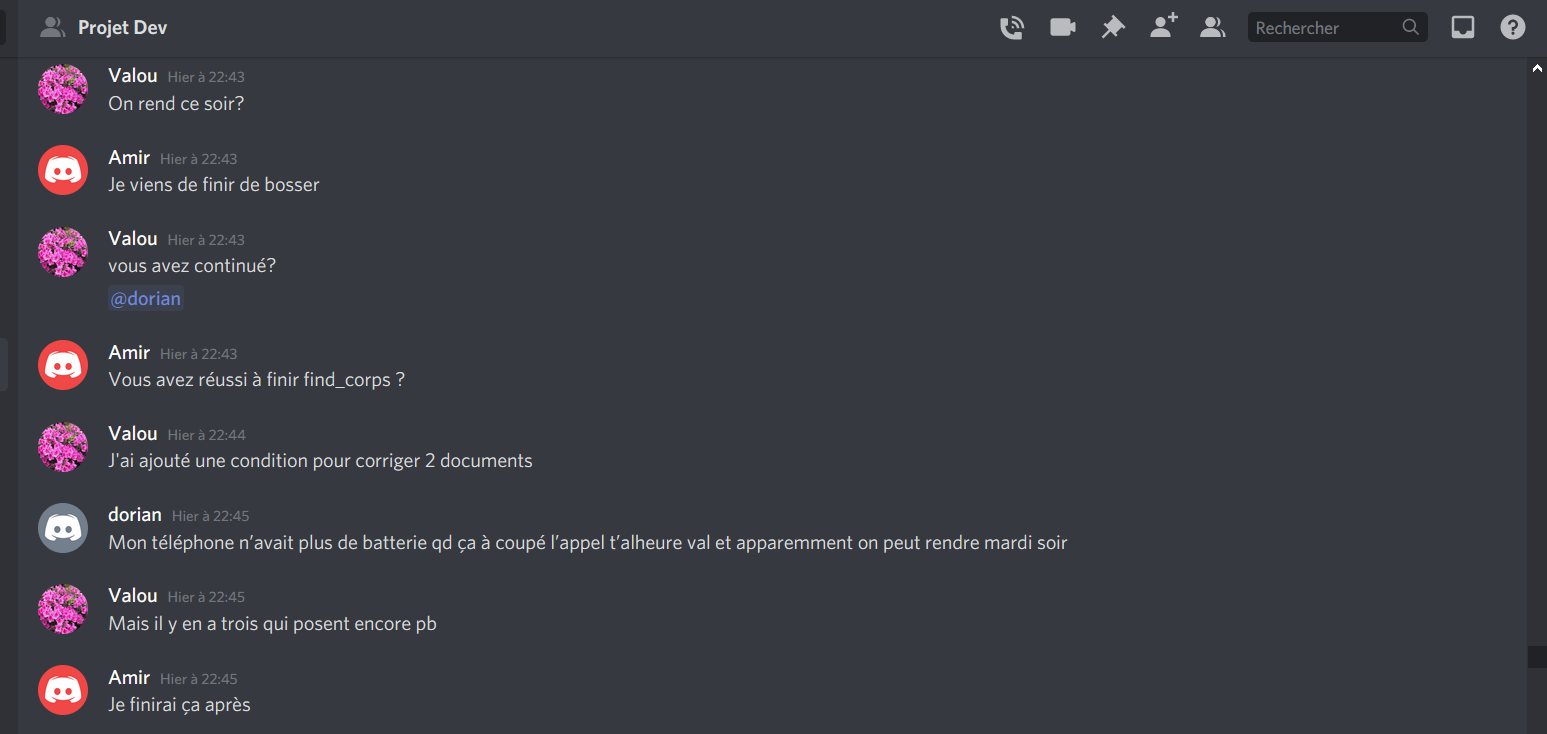 Projet Dev
Rechercher
Valou Hier à 22:43
On rend ce soir?
Amir Hier à 22:43
Je viens de finir de bosser
Valou Hier à 22:43
vous avez continué?
@dorian
Amir Hier à 22:43
Vous avez réussi à finir find_corps ?
Valou Hier à 22:44
J'ai ajouté une condition pour corriger 2 documents
dorian Hier à 22:45
Mon téléphone n’avait plus de batterie qd ça à coupé l’appel t’alheure val et apparemment on peut rendre mardi soir
Valou Hier à 22:45
Mais il y en a trois qui posent encore pb
Amir Hier à 22:45
Je finirai ça après